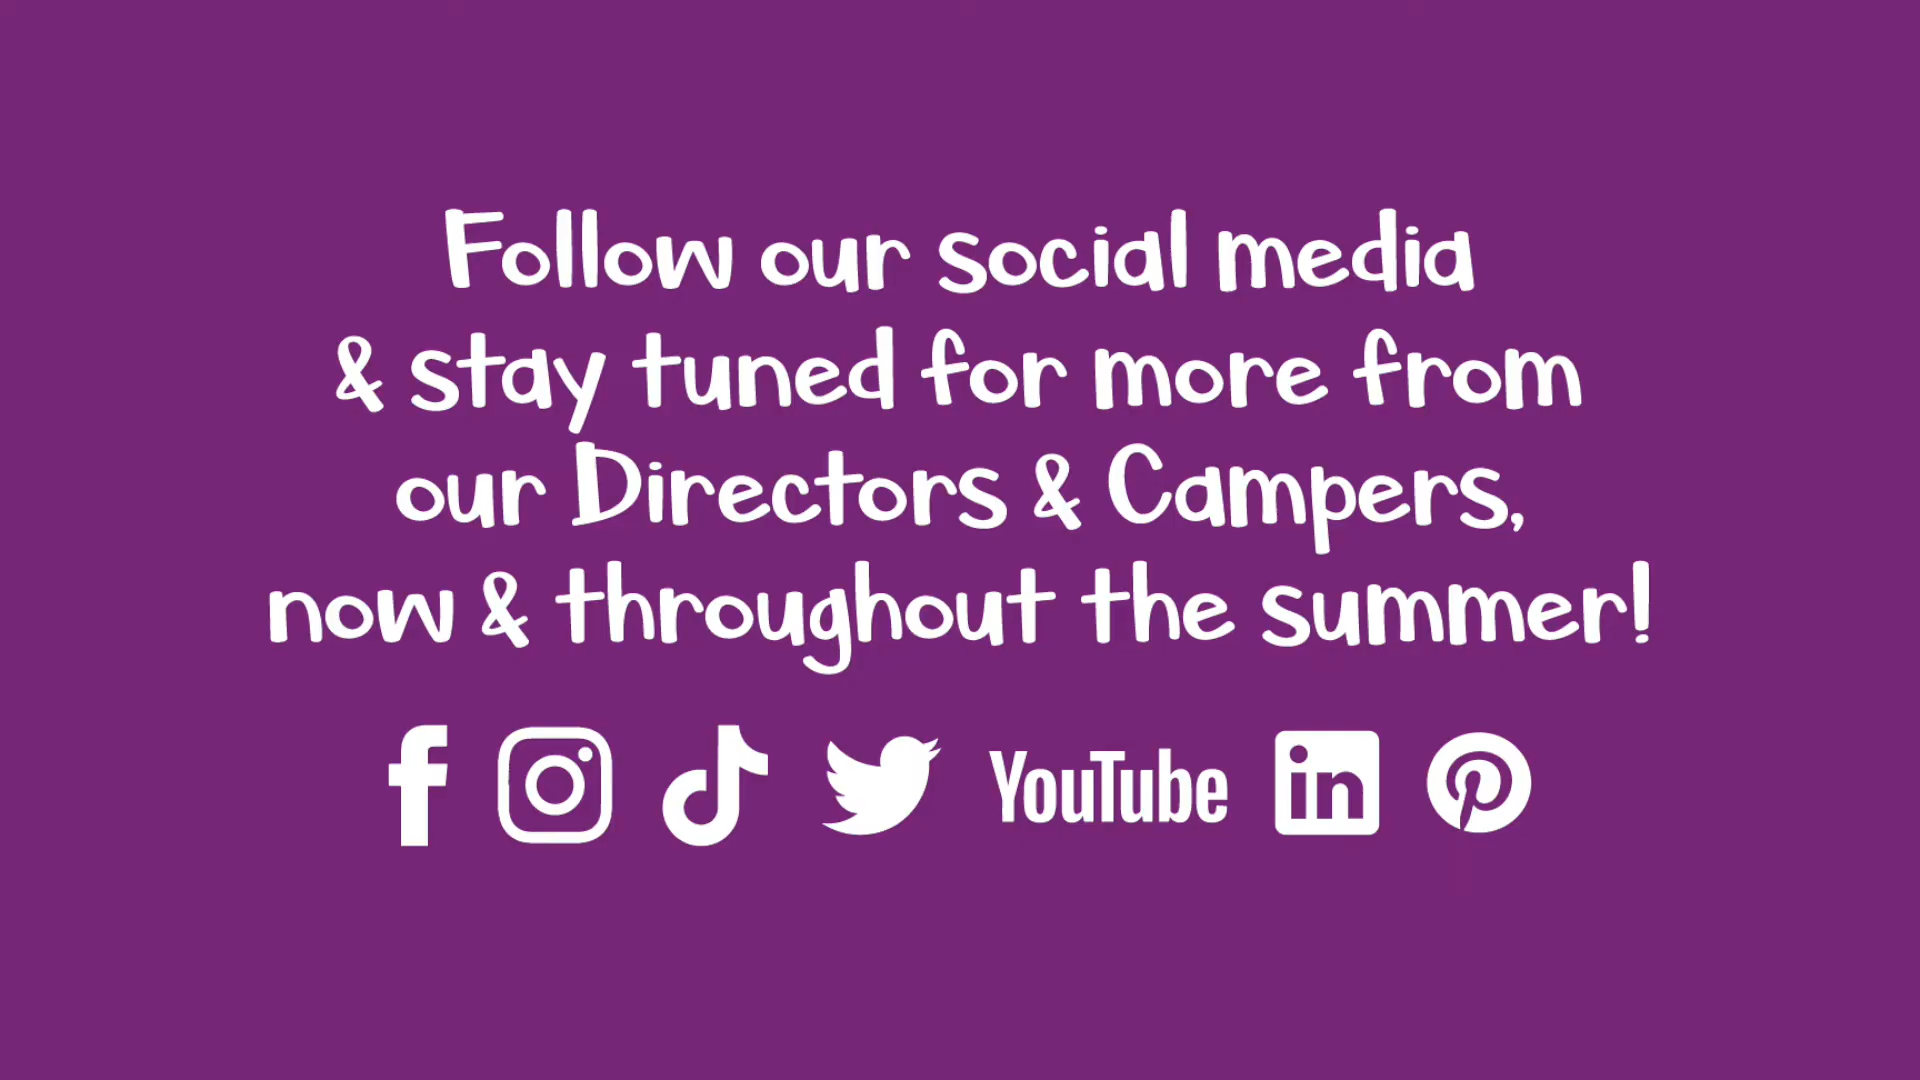 Follow our social media
& stay tuned for more from
our Directors & Campers,
now & throughout the summer!
YouTube
in